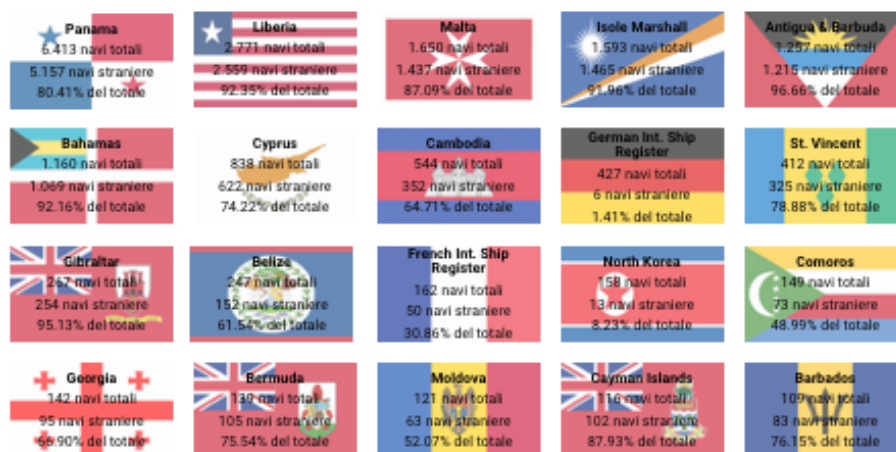 Panama
6.413 navi totali
5.157 navi straniere
80.41% del totale
Liberia
2.771 navi totali
2.559 navi straniere
92.35% del totale
Malta
1.650 navi totali
1.437 navi straniere
87.09% del totale
Isole Marshall
1.593 navi totali
1.465 navi straniere
91.96% del totale
Antigua & Barbuda
1.257 navi totali
1.215 navi straniere
96.66% del totale
Bahamas
1.160 navi totali
1.069 navi straniere
92.16% del totale
Cyprus
838 navi totali
622 navi straniere
74.22% del totale
Cambodia
544 navi totali
352 navi straniere
64.71% del totale
German Int. Ship
Register
427 navi totali
6 navi straniere
1.41% del totale
St. Vincent
412 navi totali
325 navi straniere
78.88% del totale
Gibraltar
267 navi totali
254 navi straniere
95.13% del totale
Belize
247 navi totali
152 navi straniere
61.54% del totale
French Int. Ship
Register
162 navi totali
50 navi straniere
30.86% del totale
North Korea
158 navi totali
13 navi straniere
8.23% del totale
Comoros
149 navi totali
73 navi straniere
48.99% del totale
Georgia
142 navi totali
95 navi straniere
66.90% del totale
Bermuda
139 navi totali
105 navi straniere
75.54% del totale
Moldova
121 navi totali
63 navi straniere
52.07% del totale
Cayman Islands
116 navi totali
102 navi straniere
87.93% del totale
Barbados
109 navi totali
83 navi straniere
76.15% del totale